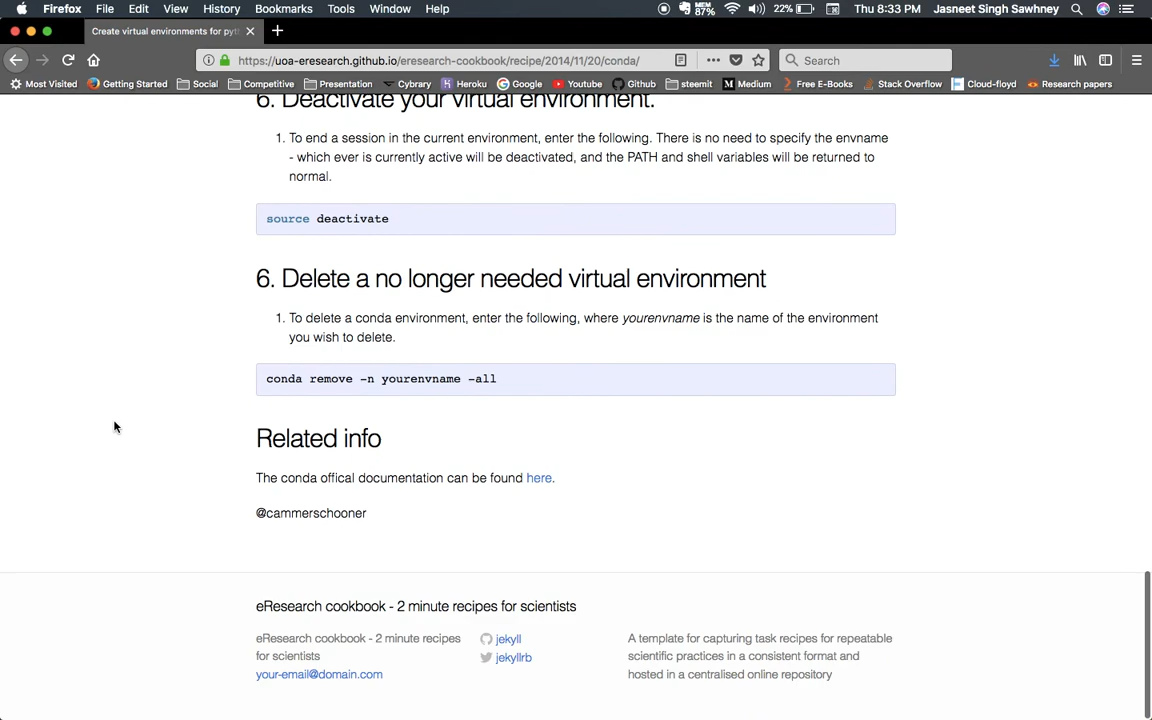 Firefox File Edit View History Bookmarks Tools Window Help MEM 87% 22% Thu 8:33 PM Jasneet Singh Sawhney
Create virtual environments for pyt
https://uoa-eresearch.github.io/eresearch-cookbook/recipe/2014/11/20/conda/ Search
Most Visited Getting Started Social Competitive Presentation Cybrary Heroku Google Youtube Github steemit Medium Free E-Books Stack Overflow Cloud-floyd Research papers
6. Deactivate your virtual environment.
1. To end a session in the current environment, enter the following. There is no need to specify the envname
- which ever is currently active will be deactivated, and the PATH and shell variables will be returned to
normal.
source deactivate
6. Delete a no longer needed virtual environment
1. To delete a conda environment, enter the following, where yourenvname is the name of the environment
you wish to delete.
conda remove -n yourenvname -all
Related info
The conda offical documentation can be found here.
@cammerschooner
eResearch cookbook - 2 minute recipes for scientists
eResearch cookbook - 2 minute recipes
for scientists
your-email@domain.com
jekyll
jekyllrb
A template for capturing task recipes for repeatable
scientific practices in a consistent format and
hosted in a centralised online repository